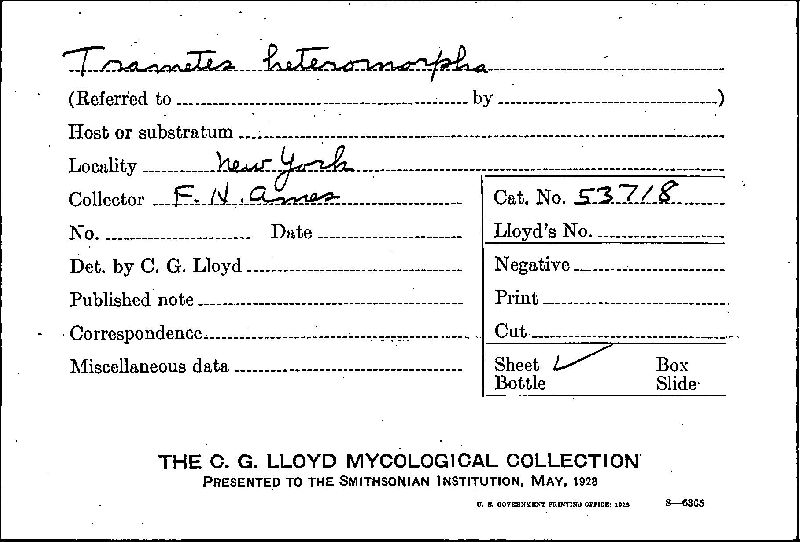 Trametes heteromorpha
(Referred to by )
Host or substratum
Locality New York
Collector F. N. Ames
Cat. No. 53718
No. Date
Lloyd's No.
Det. by C. G. Lloyd
Negative
Published note
Print
Correspondence
Cut
Miscellaneous data
Sheet ✓ Box
Bottle Slide
THE C. G. LLOYD MYCOLOGICAL COLLECTION
PRESENTED TO THE SMITHSONIAN INSTITUTION, MAY, 1928
U. S. GOVERNMENT PRINTING OFFICE: 1928 8—6365